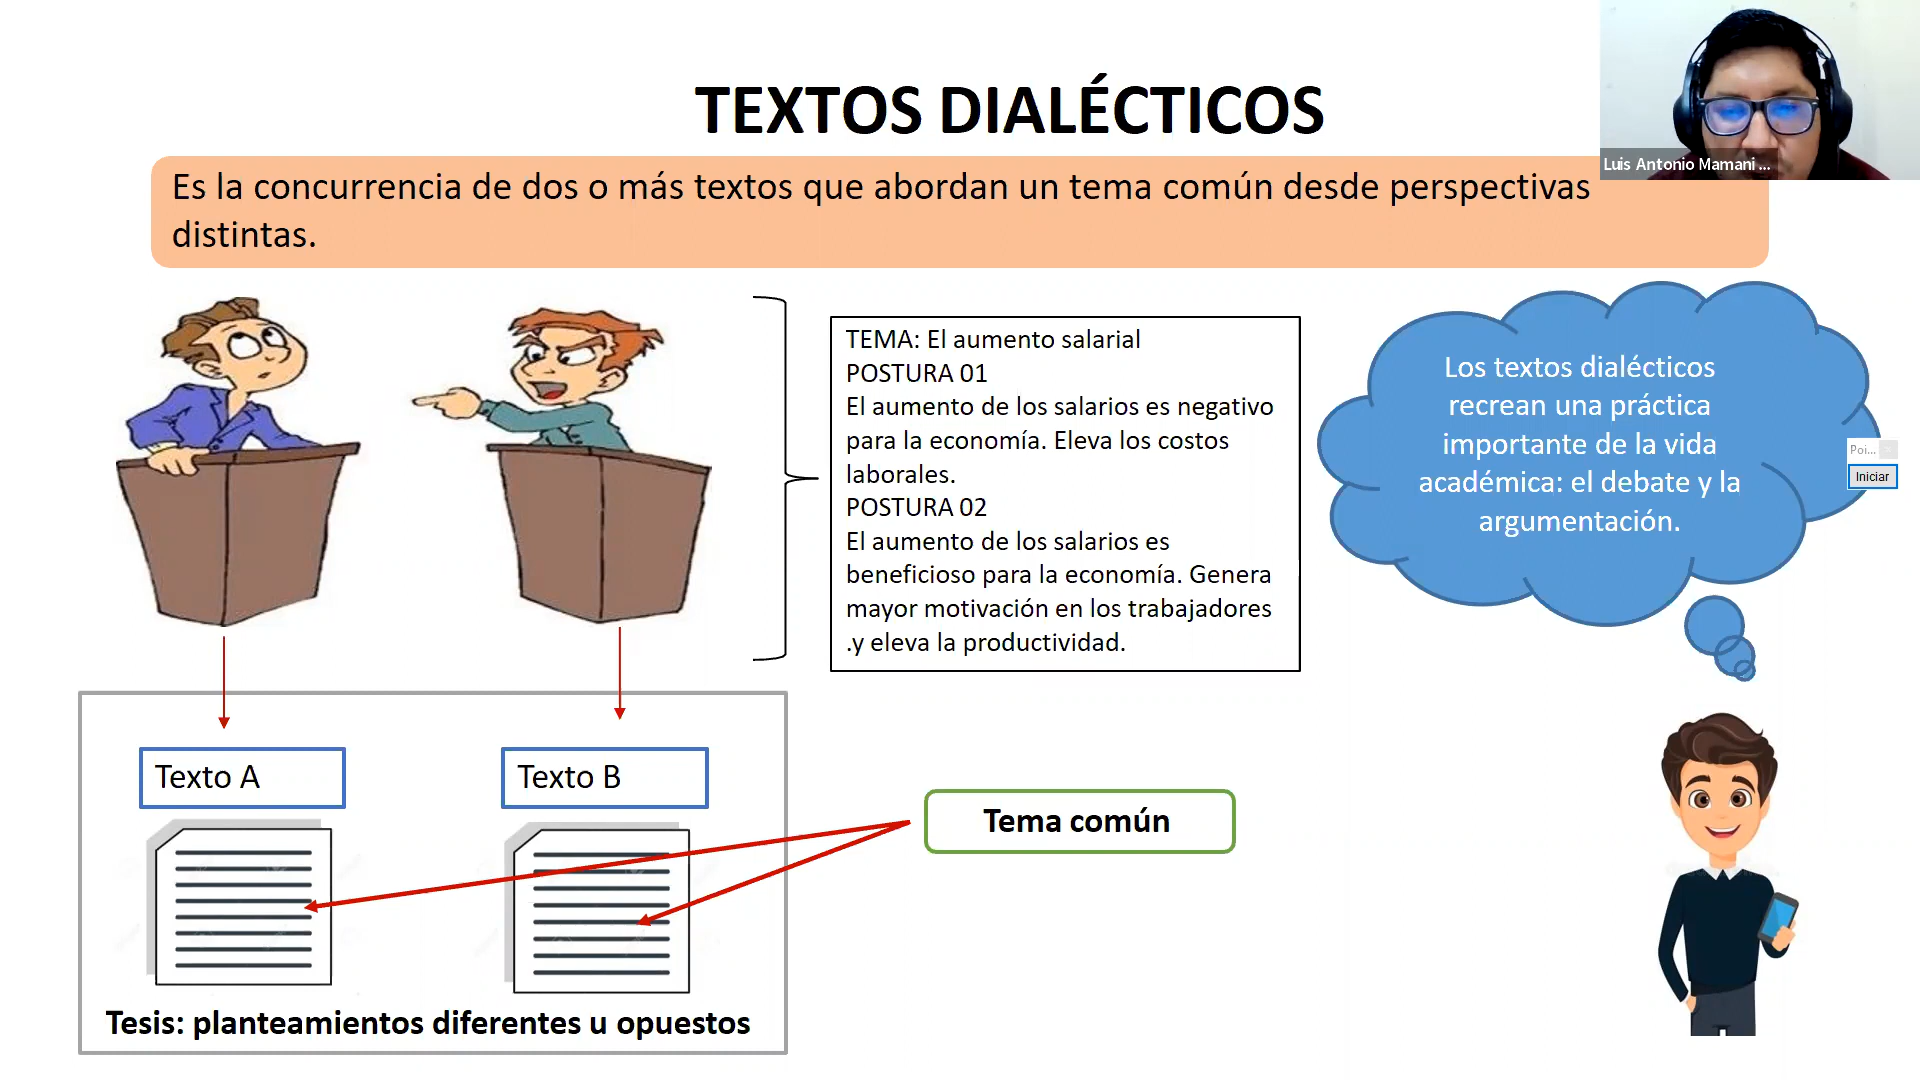 TEXTOS DIALÉCTICOS
Es la concurrencia de dos o más textos que abordan un tema común desde perspectivas
distintas.
Luis Antonio Mamani ...
TEMA: El aumento salarial
POSTURA 01
El aumento de los salarios es negativo
para la economía. Eleva los costos
laborales.
POSTURA 02
El aumento de los salarios es
beneficioso para la economía. Genera
mayor motivación en los trabajadores
.y eleva la productividad.
Los textos dialécticos
recrean una práctica
importante de la vida
académica: el debate y la
argumentación.
Poi...
Iniciar
Texto A
Texto B
Tema común
Tesis: planteamientos diferentes u opuestos